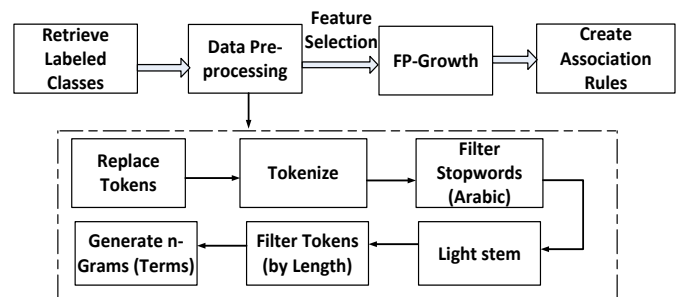 Retrieve
Labeled
Classes
Data Pre-
processing
Feature
Selection
FP-Growth
Create
Association
Rules
Replace
Tokens
Tokenize
Filter
Stopwords
(Arabic)
Light stem
Filter Tokens
(by Length)
Generate n-
Grams (Terms)